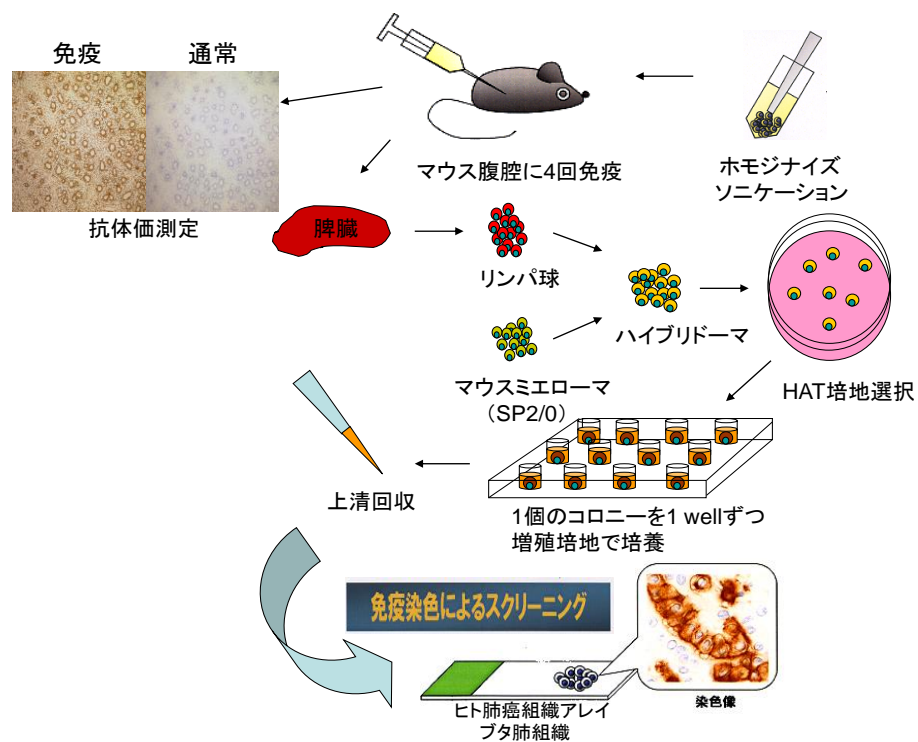 免疫
通常
抗体価測定
マウス腹腔に4回免疫
ホモジナイズ
ソニケーション
脾臓
リンパ球
ハイブリドーマ
マウスミエローマ
（SP2/0）
HAT培地選択
1個のコロニーを1 wellずつ
増殖培地で培養
上清回収
免疫染色によるスクリーニング
染色像
ヒト肺癌組織アレイ
ブタ肺組織